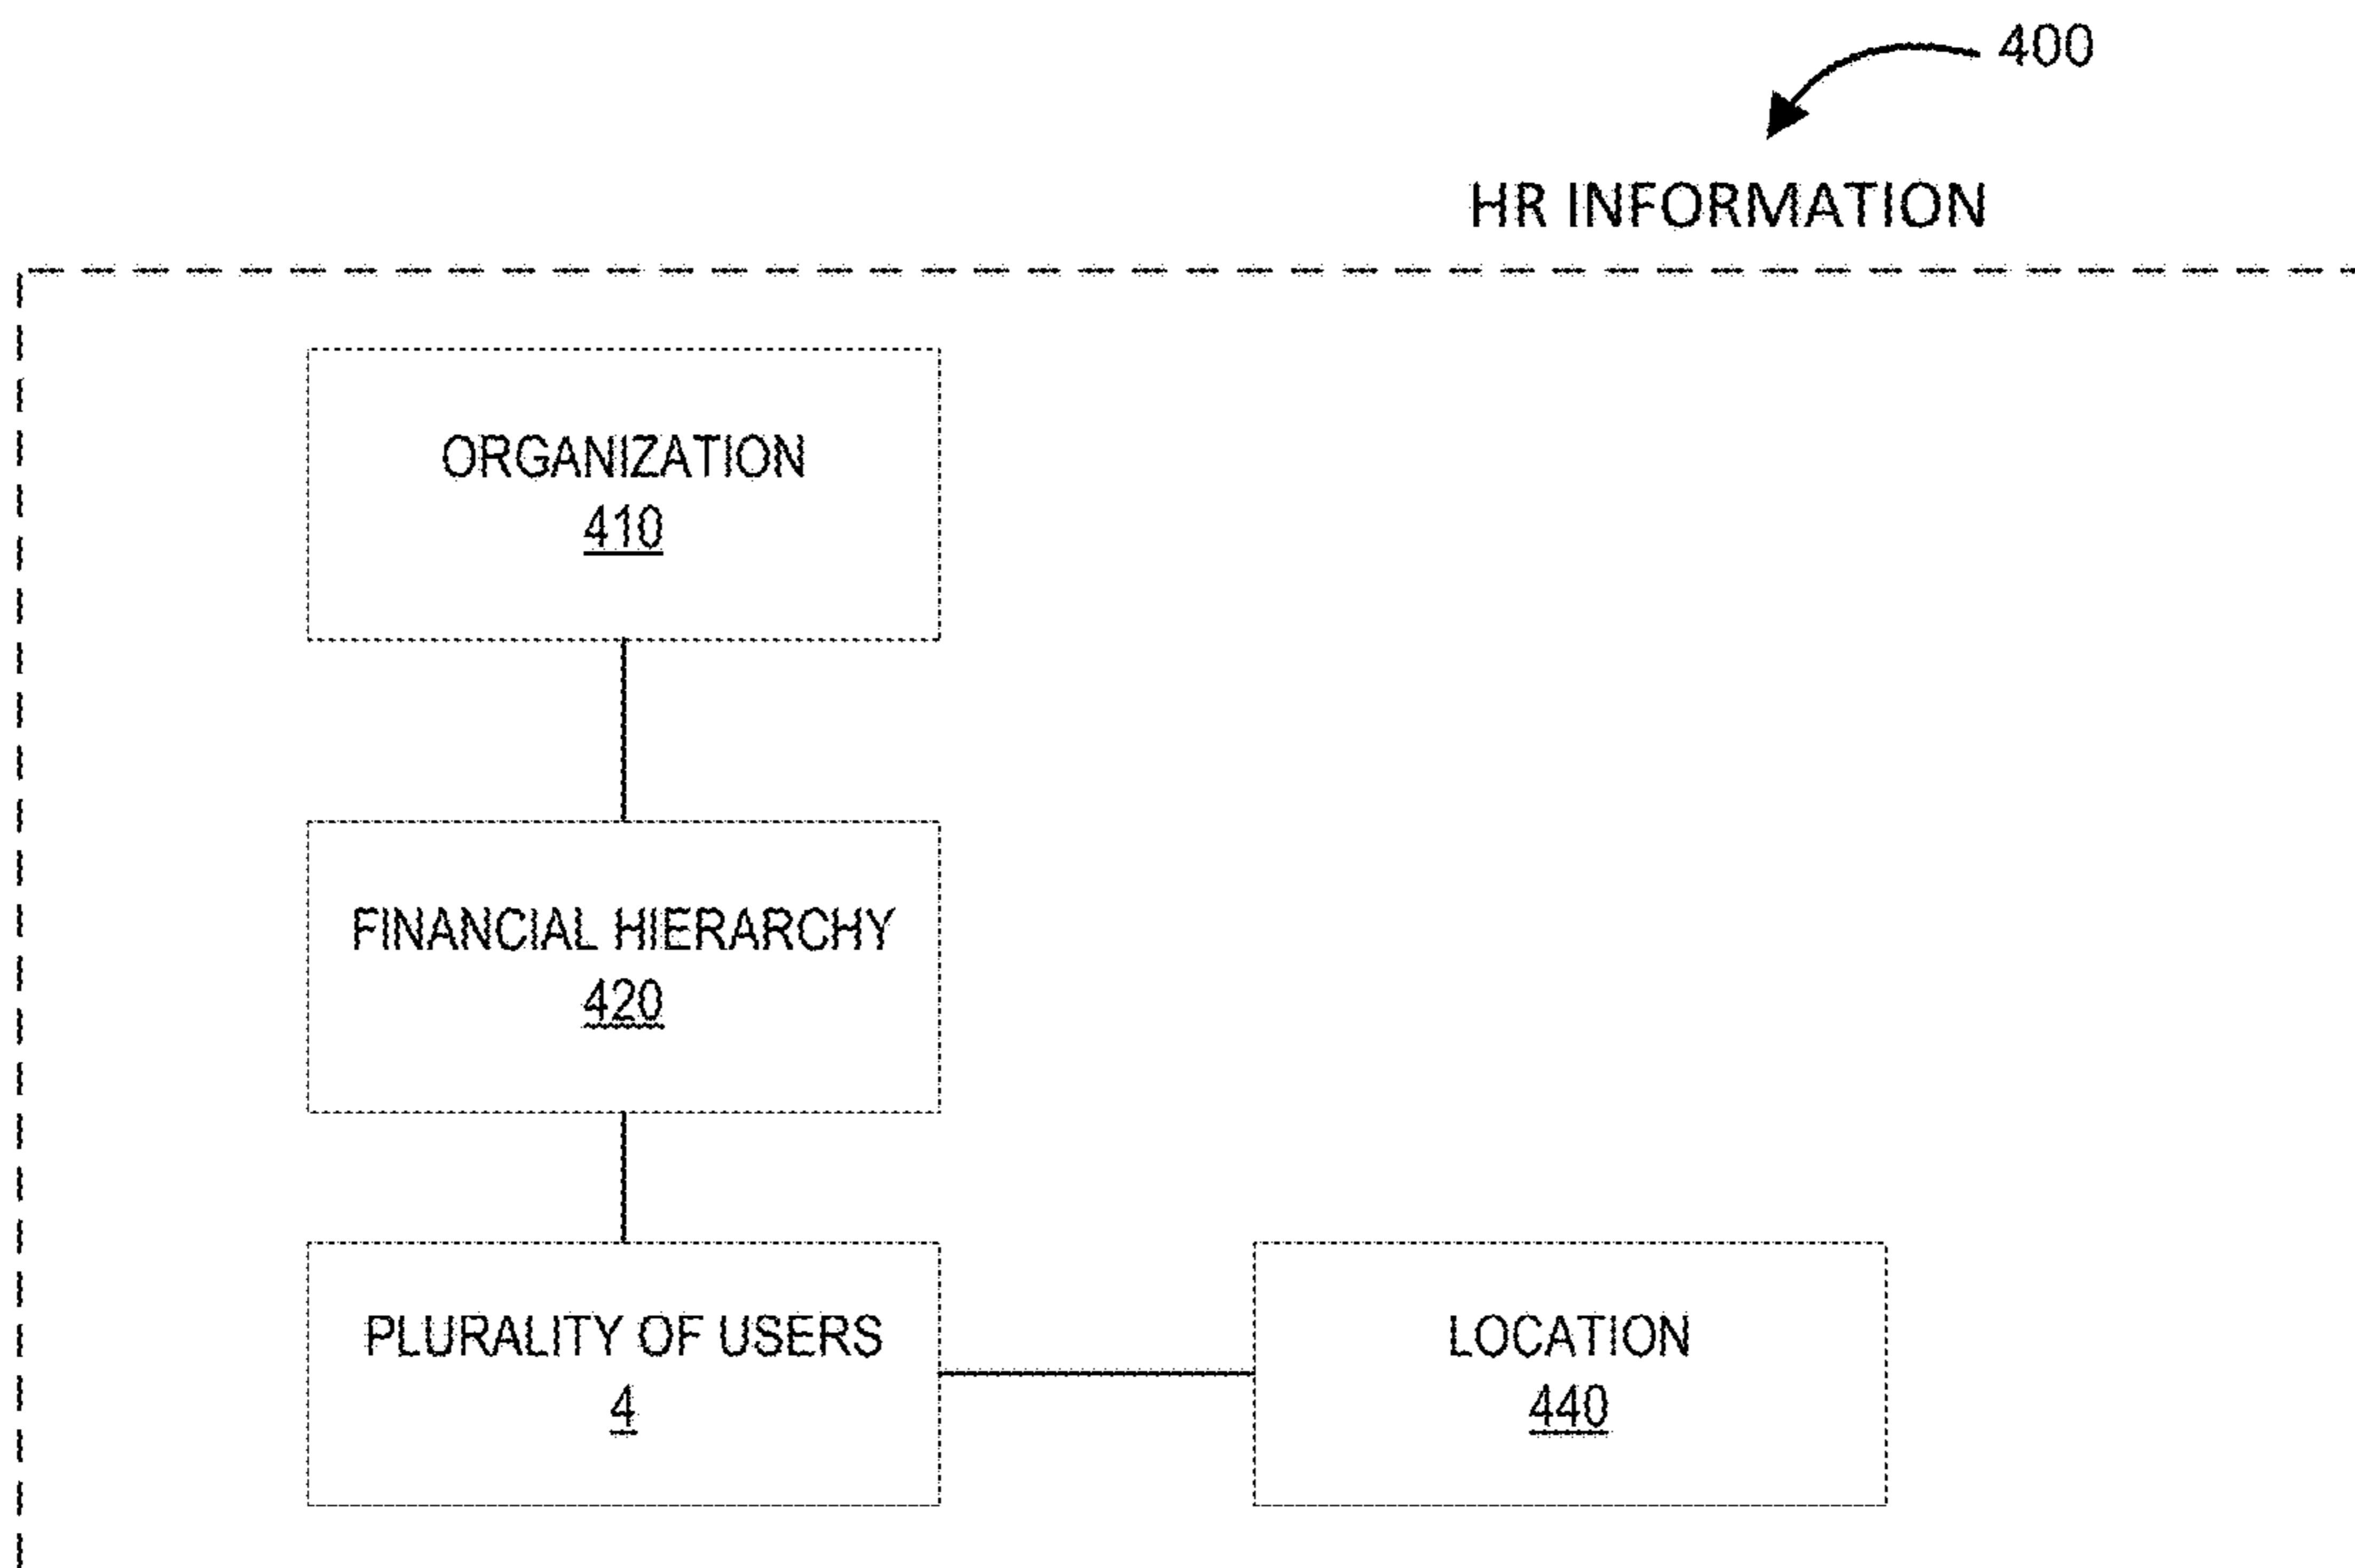 400
HR INFORMATION
ORGANIZATION
410
FINANCIAL HIERARCHY
420
PLURALITY OF USERS
4
LOCATION
440